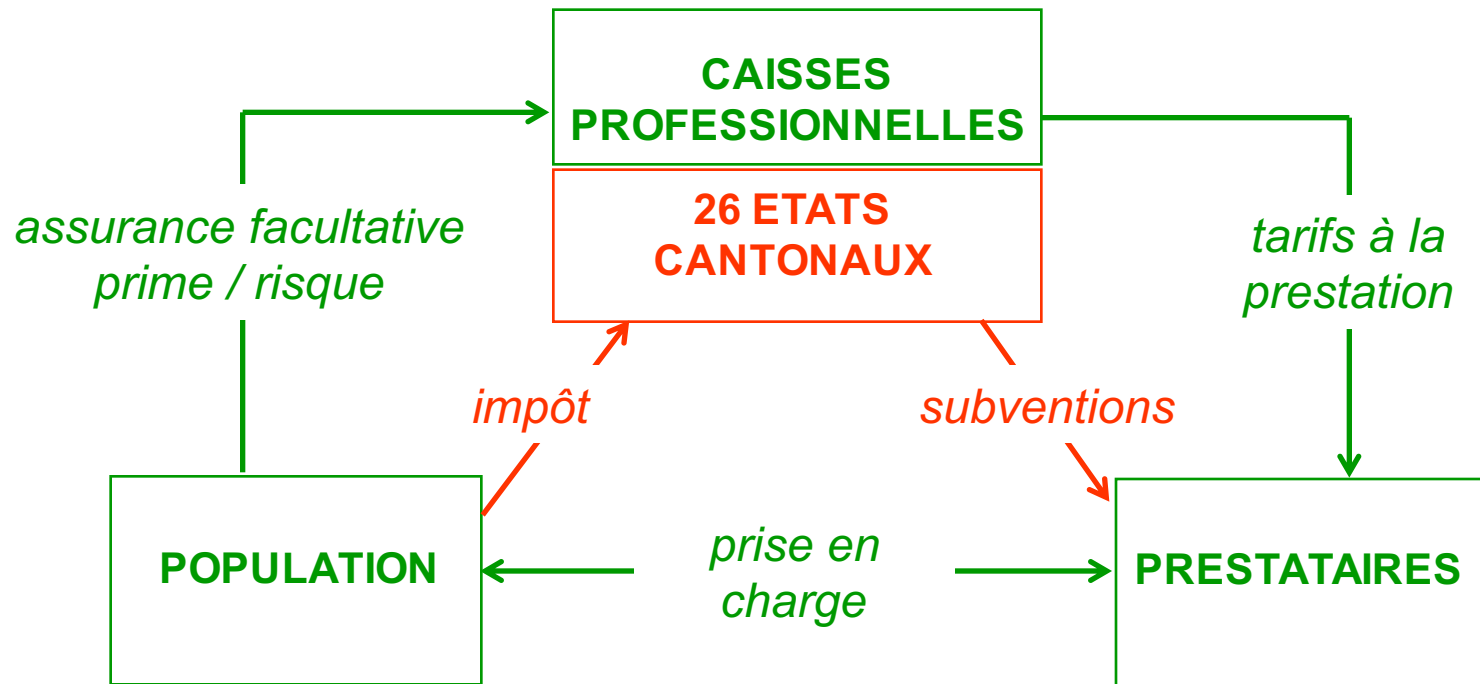 CAISSES
PROFESSIONNELLES
26 ETATS
CANTONAUX
assurance facultative
prime / risque
tarifs à la
prestation
impôt
subventions
POPULATION
prise en
charge
PRESTATAIRES